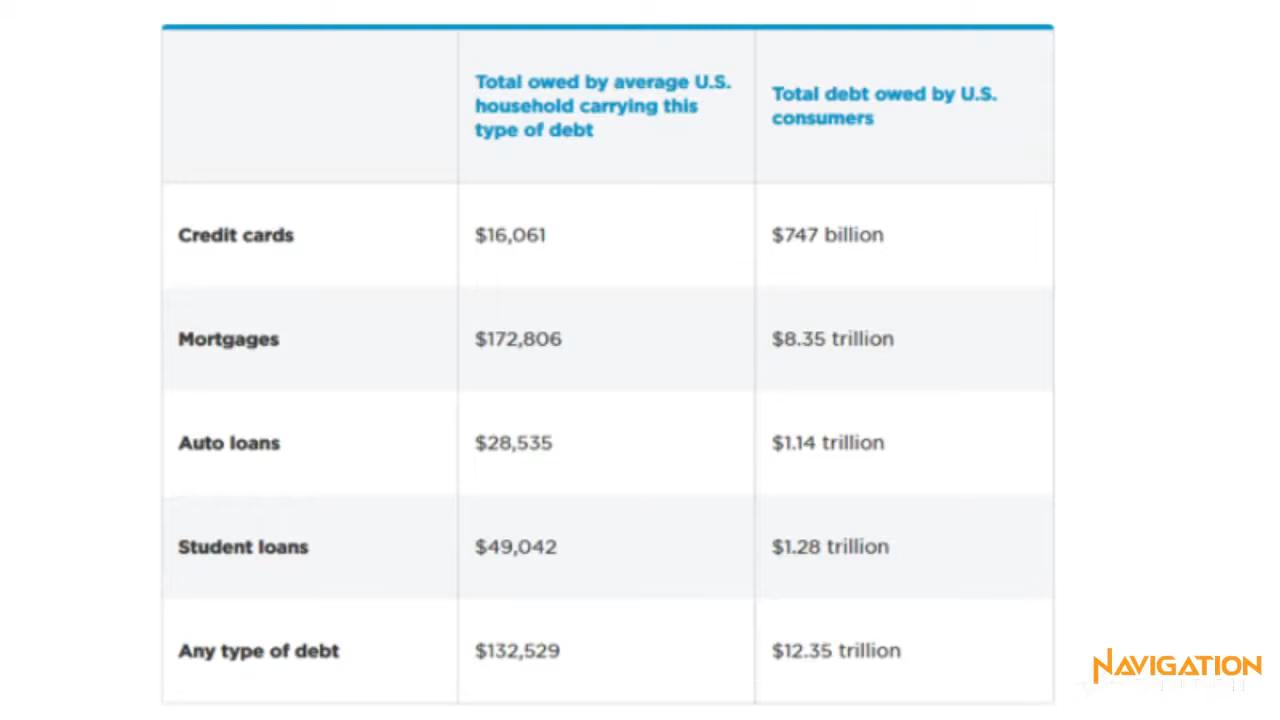 Total owed by average U.S.
household carrying this
type of debt
Total debt owed by U.S.
consumers
Credit cards $16,061 $747 billion
Mortgages $172,806 $8.35 trillion
Auto loans $28,535 $1.14 trillion
Student loans $49,042 $1.28 trillion
Any type of debt $132,529 $12.35 trillion
NAVIGATION